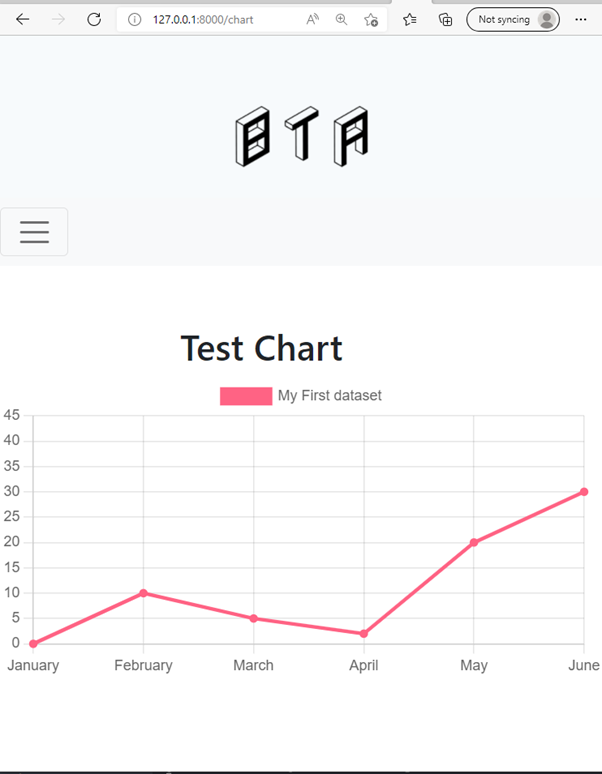 127.0.0.1:8000/chart
Not syncing
BTA
Test Chart
My First dataset
45
40
35
30
25
20
15
10
5
0
January February March April May June